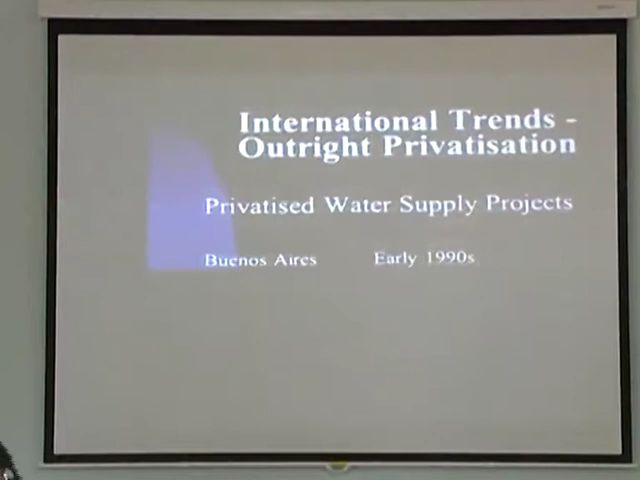 International Trends -
Outright Privatisation
Privatised Water Supply Projects
Buenos Aires Early 1990s